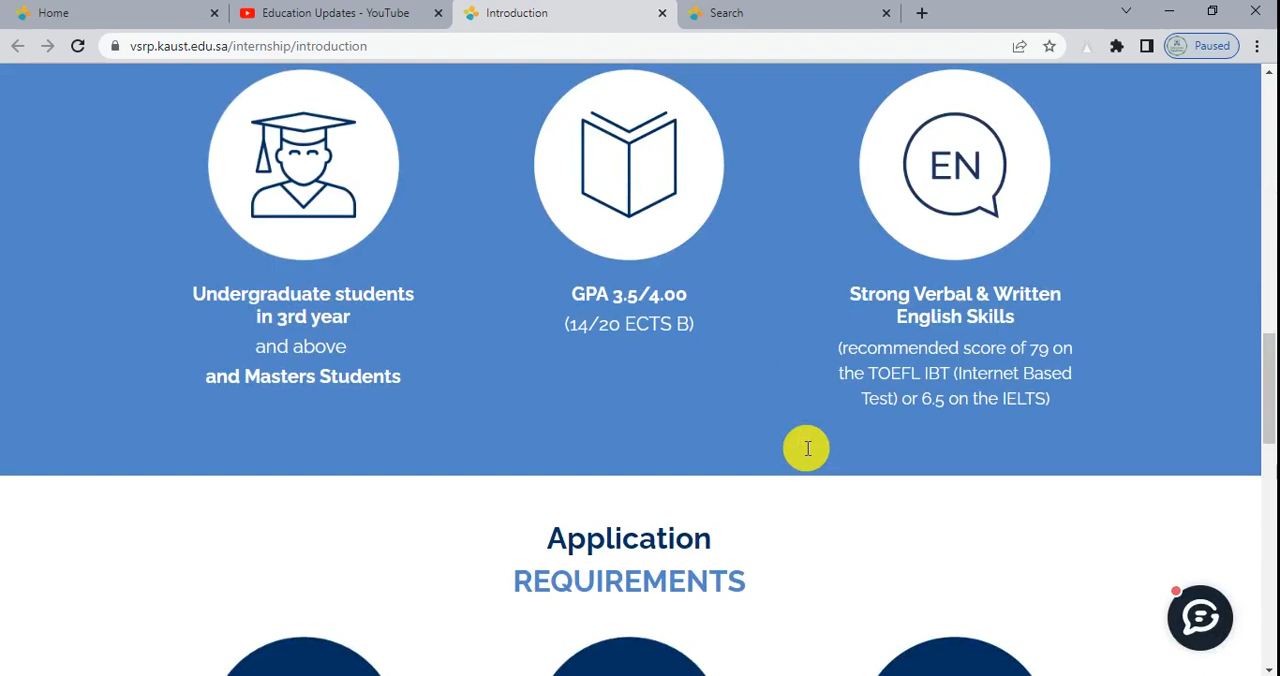 Home
Education Updates - YouTube
Introduction
Search
vsrp.kaust.edu.sa/internship/introduction
Paused
EN
Undergraduate students
in 3rd year
and above
and Masters Students
GPA 3.5/4.00
(14/20 ECTS B)
Strong Verbal & Written
English Skills
(recommended score of 79 on
the TOEFL IBT (Internet Based
Test) or 6.5 on the IELTS)
Application
REQUIREMENTS